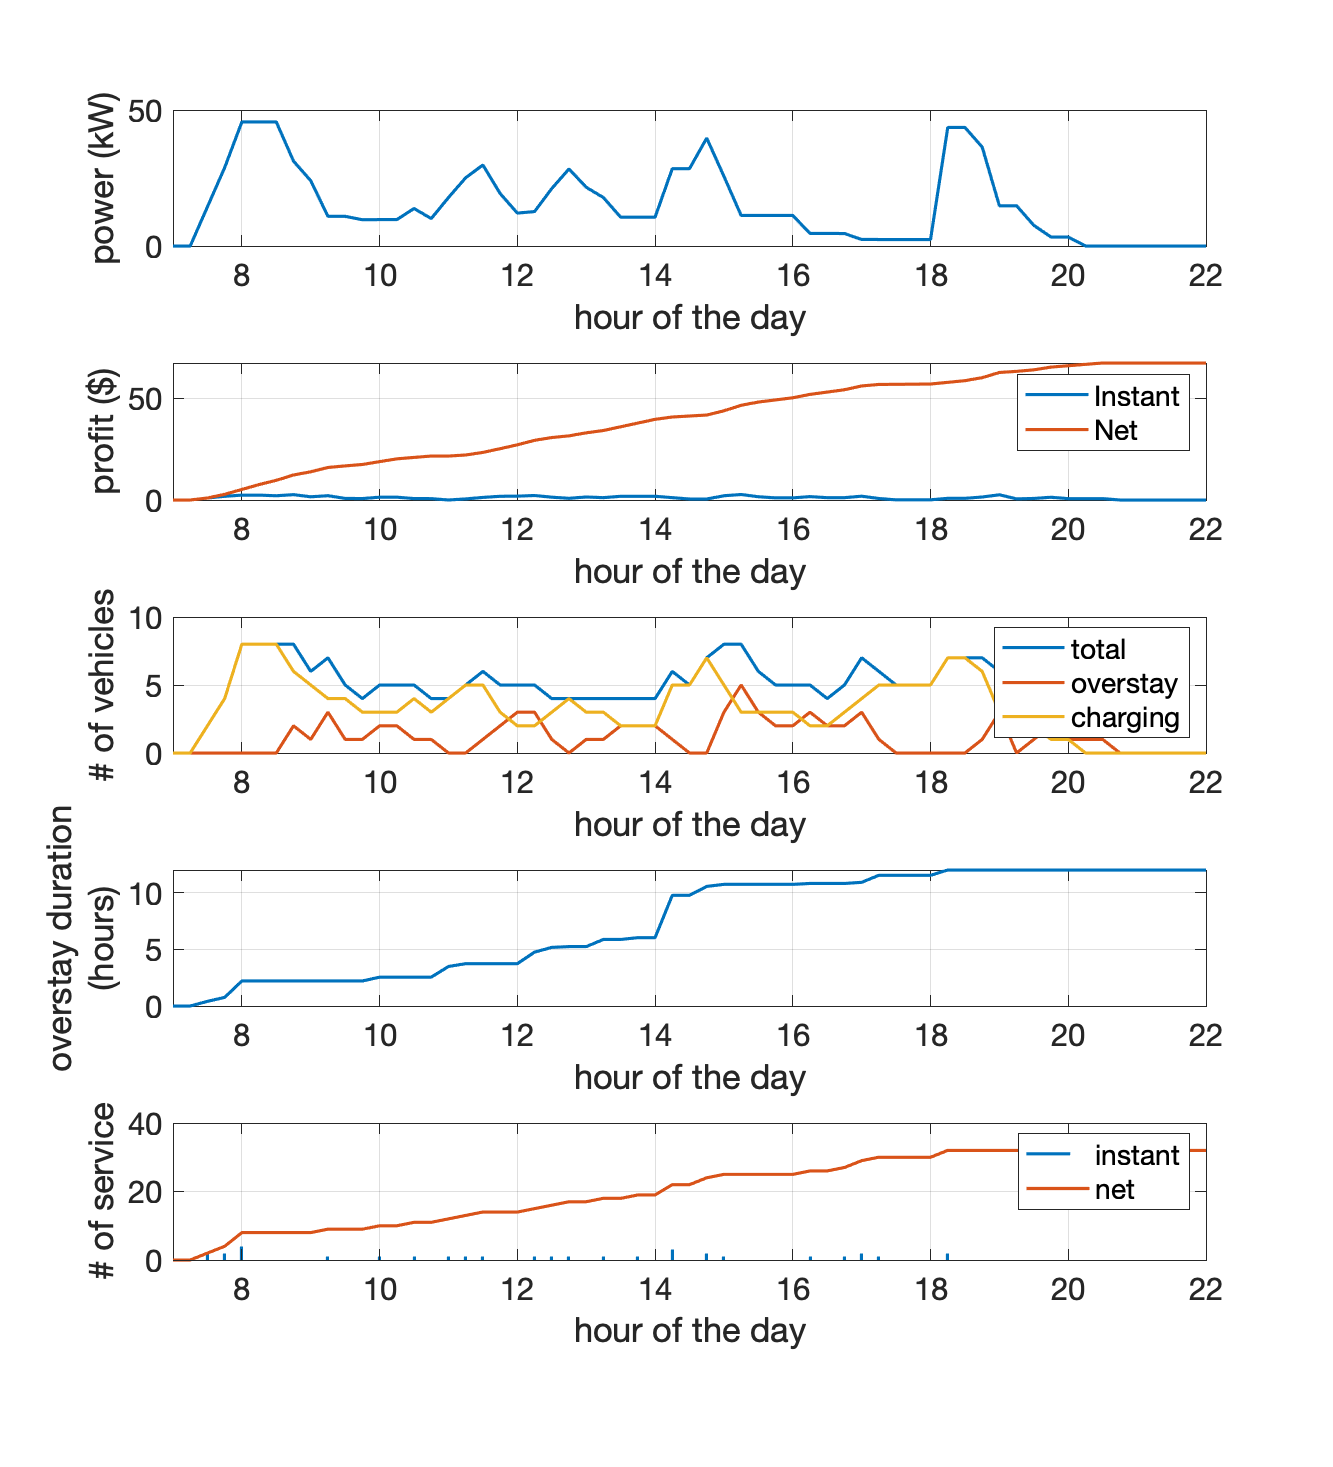 power (kW)
50
0
8 10 12 14 16 18 20 22
hour of the day
profit ($)
50
0
Instant
Net
8 10 12 14 16 18 20 22
hour of the day
# of vehicles
10
5
0
total
overstay
charging
8 10 12 14 16 18 20 22
hour of the day
overstay duration
(hours)
10
5
0
8 10 12 14 16 18 20 22
hour of the day
# of service
40
20
0
instant
net
8 10 12 14 16 18 20 22
hour of the day